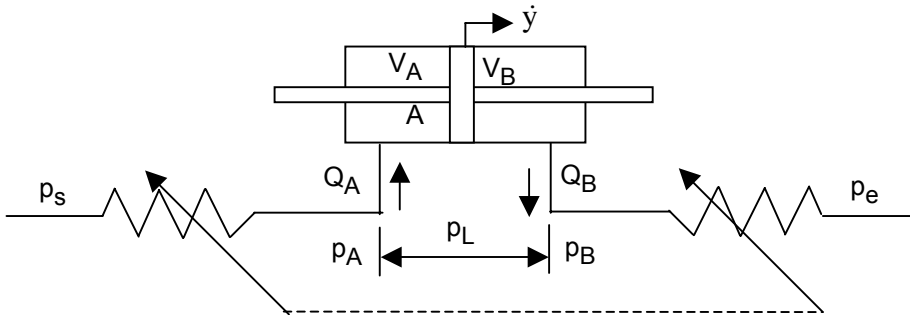 ẏ
V_A V_B
A
p_s Q_A Q_B p_e
p_A p_L p_B